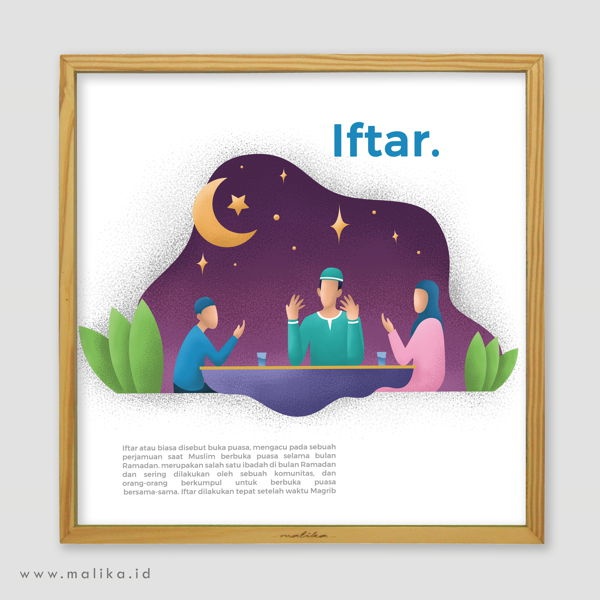 Iftar.
Iftar atau biasa disebut buka puasa, mengacu pada sebuah
perjamuan saat Muslim berbuka puasa selama bulan
Ramadan. merupakan salah satu ibadah di bulan Ramadan
dan sering dilakukan oleh sebuah komunitas, dan
orang-orang berkumpul untuk berbuka puasa
bersama-sama. Iftar dilakukan tepat setelah waktu Magrib
malika
www.malika.id